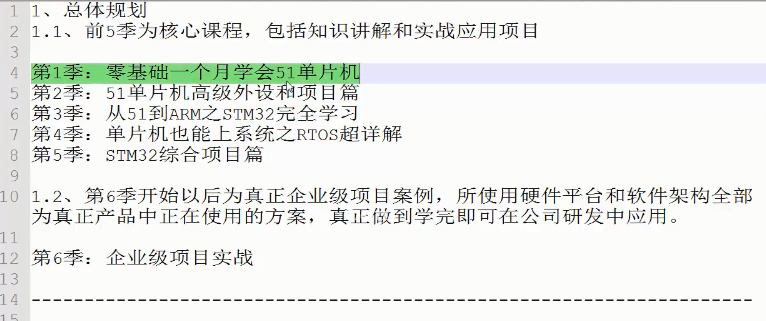 1 1、总体规划
2 1.1、前5季为核心课程，包括知识讲解和实战应用项目
3
4 第1季：零基础一个月学会51单片机
5 第2季：51单片机高级外设和项目篇
6 第3季：从51到ARM之STM32完全学习
7 第4季：单片机也能上系统之RTOS超详解
8 第5季：STM32综合项目篇
9
10 1.2、第6季开始以后为真正企业级项目案例，所使用硬件平台和软件架构全部
为真正产品中正在使用的方案，真正做到学完即可在公司研发中应用。
11
12 第6季：企业级项目实战
13
14 ----------------------------------------------------------------------
15